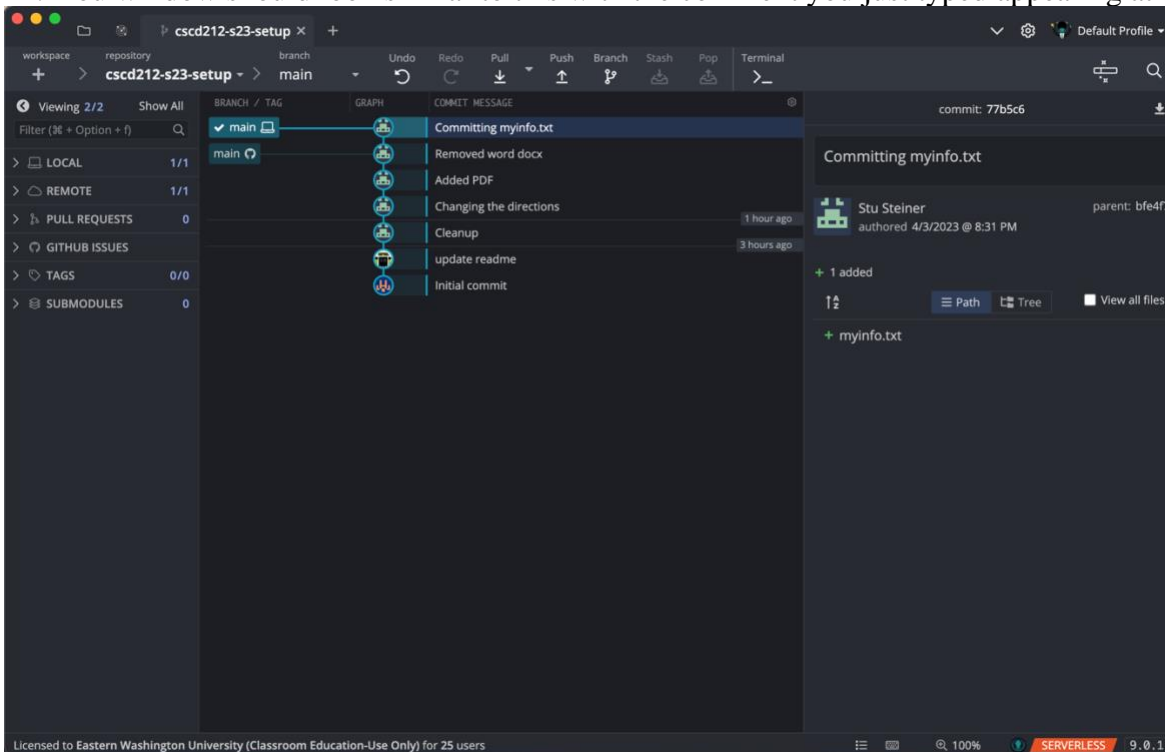 cscd212-s23-setup
Default Profile
workspace
repository
branch
Undo
Redo
Pull
Push
Branch
Stash
Pop
Terminal
cscd212-s23-setup
main
Viewing 2/2
Show All
BRANCH / TAG
GRAPH
COMMIT MESSAGE
commit: 77b5c6
Filter (⌘ + Option + f)
main
Committing myinfo.txt
main
Removed word docx
Committing myinfo.txt
LOCAL
1/1
Added PDF
REMOTE
1/1
Changing the directions
1 hour ago
Stu Steiner
parent: bfe4f
authored 4/3/2023 @ 8:31 PM
PULL REQUESTS
0
Cleanup
3 hours ago
GITHUB ISSUES
update readme
+ 1 added
TAGS
0/0
Initial commit
SUBMODULES
0
Path
Tree
View all files
+ myinfo.txt
Licensed to Eastern Washington University (Classroom Education-Use Only) for 25 users
100%
SERVERLESS
9.0.1